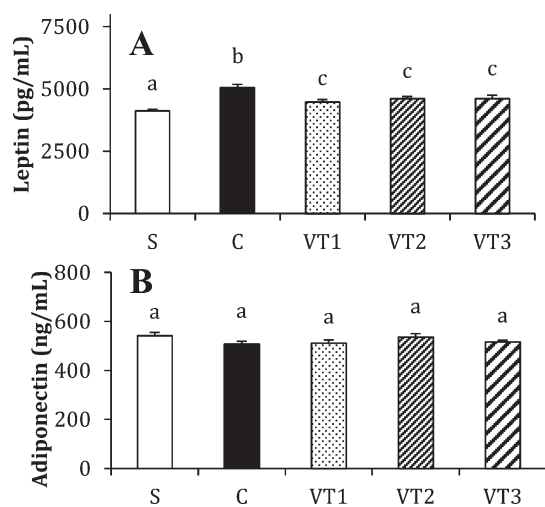 Leptin (pg/mL)
7500
5000
2500
0
A
a
b
c
c
c
S C VT1 VT2 VT3
Adiponectin (ng/mL)
800
600
400
200
0
B
a a a a a
S C VT1 VT2 VT3